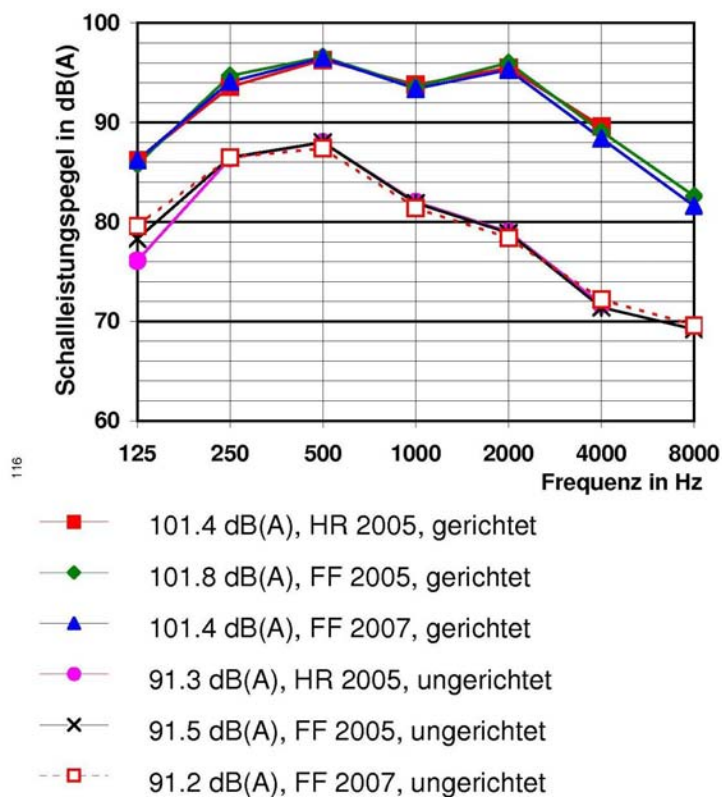 Schallleistungspegel in dB(A)
100
90
80
70
60
125 250 500 1000 2000 4000 8000
Frequenz in Hz
116
101.4 dB(A), HR 2005, gerichtet
101.8 dB(A), FF 2005, gerichtet
101.4 dB(A), FF 2007, gerichtet
91.3 dB(A), HR 2005, ungerichtet
91.5 dB(A), FF 2005, ungerichtet
91.2 dB(A), FF 2007, ungerichtet